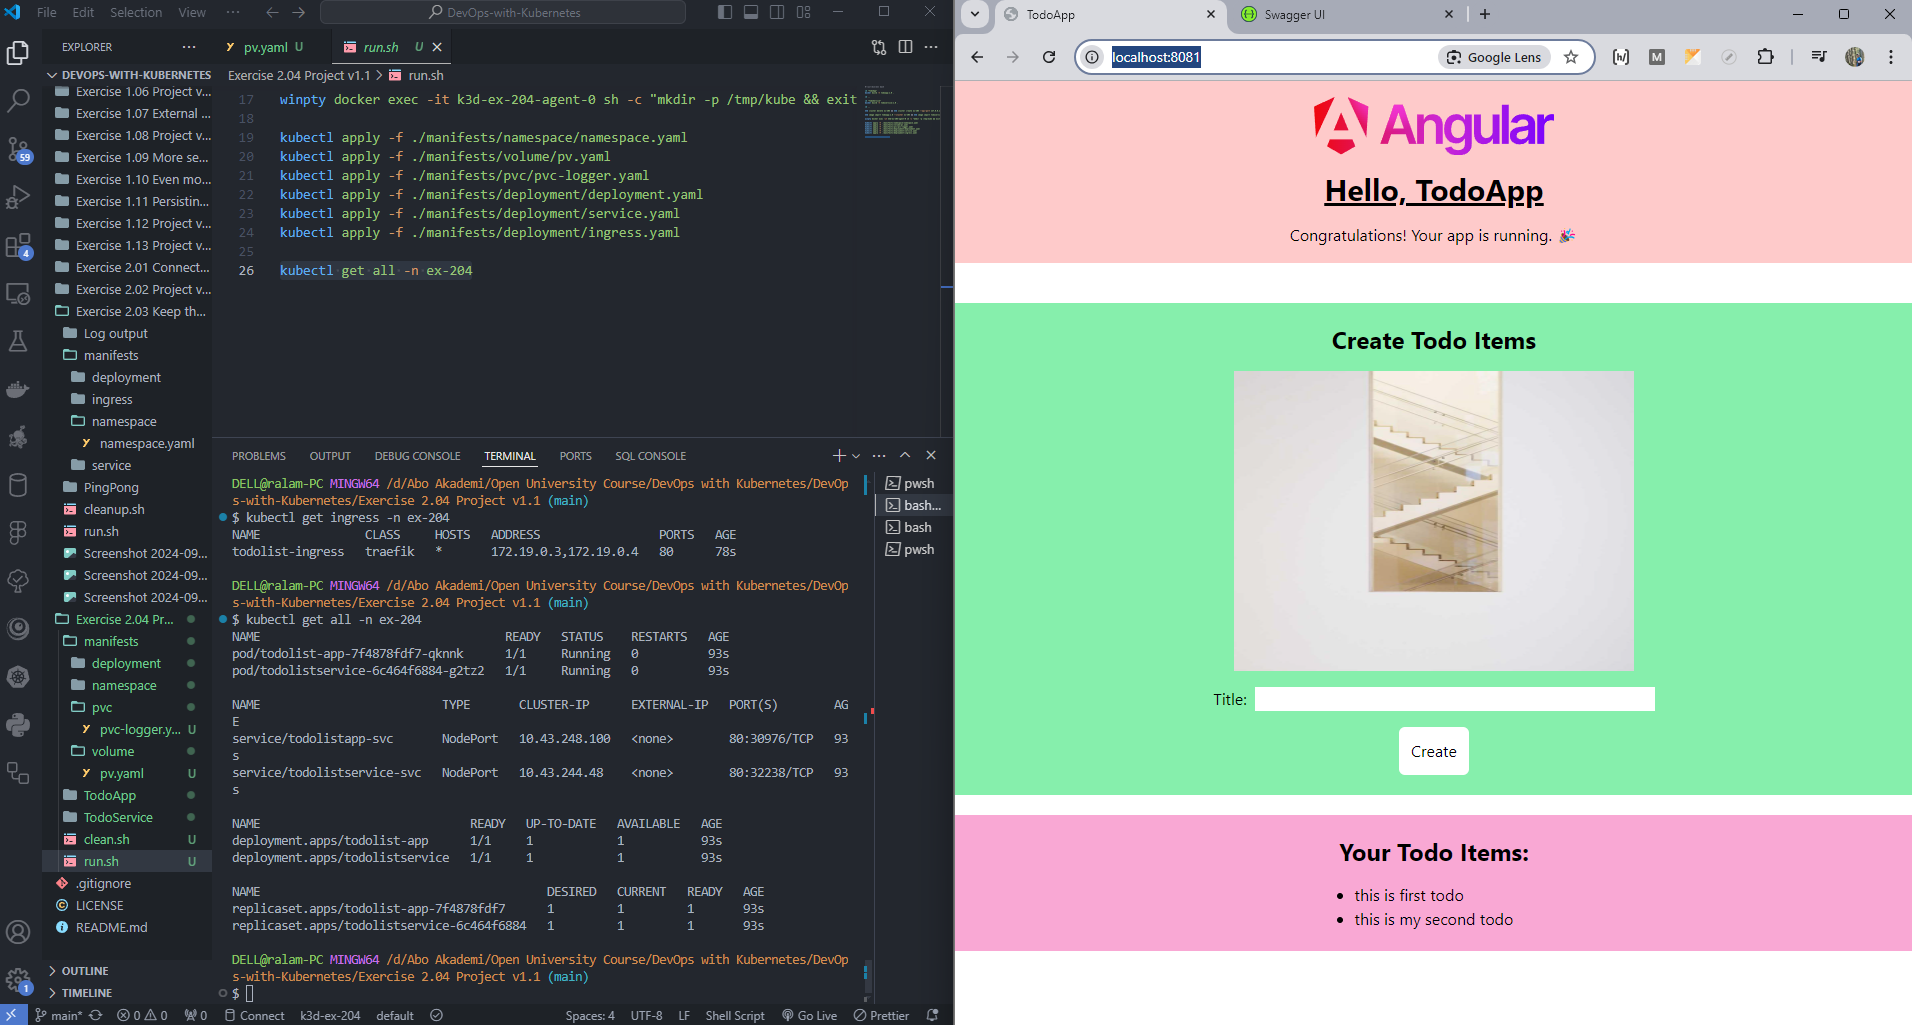 File Edit Selection View ··· DevOps-with-Kubernetes
EXPLORER ···
DEVOPS-WITH-KUBERNETES
Exercise 1.06 Project v...
Exercise 1.07 External ...
Exercise 1.08 Project v...
Exercise 1.09 More se...
Exercise 1.10 Even mo...
Exercise 1.11 Persistin...
Exercise 1.12 Project v...
Exercise 1.13 Project v...
Exercise 2.01 Connect...
Exercise 2.02 Project v...
Exercise 2.03 Keep th...
Log output
manifests
deployment
ingress
namespace
namespace.yaml
service
PingPong
cleanup.sh
run.sh
Screenshot 2024-09...
Screenshot 2024-09...
Screenshot 2024-09...
Exercise 2.04 Pr...
manifests
deployment
namespace
pvc
pvc-logger.y... U
volume
pv.yaml U
TodoApp
TodoService
clean.sh U
run.sh U
.gitignore
LICENSE
README.md
OUTLINE
TIMELINE
59
4
1
pv.yaml U run.sh U
Exercise 2.04 Project v1.1 > run.sh
17 winpty docker exec -it k3d-ex-204-agent-0 sh -c "mkdir -p /tmp/kube && exit
18
19 kubectl apply -f ./manifests/namespace/namespace.yaml
20 kubectl apply -f ./manifests/volume/pv.yaml
21 kubectl apply -f ./manifests/pvc/pvc-logger.yaml
22 kubectl apply -f ./manifests/deployment/deployment.yaml
23 kubectl apply -f ./manifests/deployment/service.yaml
24 kubectl apply -f ./manifests/deployment/ingress.yaml
25
26 kubectl get all -n ex-204
PROBLEMS OUTPUT DEBUG CONSOLE TERMINAL PORTS SQL CONSOLE
DELL@ralam-PC MINGW64 /d/Abo Akademi/Open University Course/DevOps with Kubernetes/DevOp
s-with-Kubernetes/Exercise 2.04 Project v1.1 (main)
$ kubectl get ingress -n ex-204
NAME CLASS HOSTS ADDRESS PORTS AGE
todolist-ingress traefik * 172.19.0.3,172.19.0.4 80 78s
DELL@ralam-PC MINGW64 /d/Abo Akademi/Open University Course/DevOps with Kubernetes/DevOp
s-with-Kubernetes/Exercise 2.04 Project v1.1 (main)
$ kubectl get all -n ex-204
NAME READY STATUS RESTARTS AGE
pod/todolist-app-7f4878fdf7-qknnk 1/1 Running 0 93s
pod/todolistservice-6c464f6884-g2tz2 1/1 Running 0 93s
NAME TYPE CLUSTER-IP EXTERNAL-IP PORT(S) AG
E
service/todolistapp-svc NodePort 10.43.248.100 <none> 80:30976/TCP 93
s
service/todolistservice-svc NodePort 10.43.244.48 <none> 80:32238/TCP 93
s
NAME READY UP-TO-DATE AVAILABLE AGE
deployment.apps/todolist-app 1/1 1 1 93s
deployment.apps/todolistservice 1/1 1 1 93s
NAME DESIRED CURRENT READY AGE
replicaset.apps/todolist-app-7f4878fdf7 1 1 1 93s
replicaset.apps/todolistservice-6c464f6884 1 1 1 93s
DELL@ralam-PC MINGW64 /d/Abo Akademi/Open University Course/DevOps with Kubernetes/DevOp
s-with-Kubernetes/Exercise 2.04 Project v1.1 (main)
$
pwsh
bash...
bash
pwsh
main* 0 0 0 Connect k3d-ex-204 default Spaces: 4 UTF-8 LF Shell Script Go Live Prettier
TodoApp Swagger UI
localhost:8081 Google Lens
Angular
Hello, TodoApp
Congratulations! Your app is running. 🎉
Create Todo Items
Title:
Create
Your Todo Items:
• this is first todo
• this is my second todo